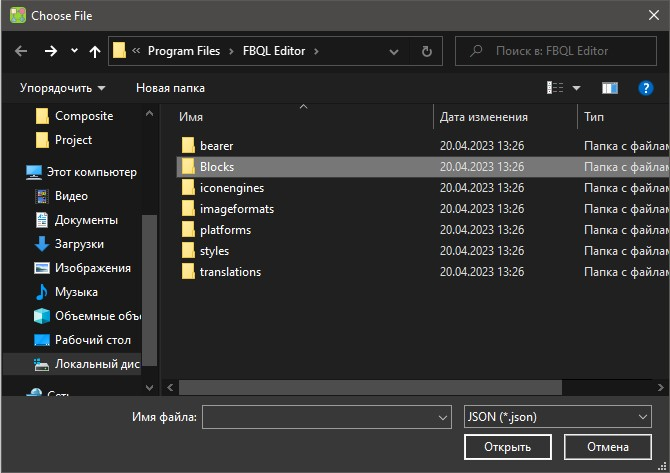 Choose File
« Program Files › FBQL Editor ›
Поиск в: FBQL Editor
Упорядочить Новая папка
Composite
Project
Этот компьютер
Видео
Документы
Загрузки
Изображения
Музыка
Объемные объ
Рабочий стол
Локальный дис
Сеть
Имя Дата изменения Тип
bearer 20.04.2023 13:26 Папка с файлам
Blocks 20.04.2023 13:26 Папка с файлам
iconengines 20.04.2023 13:26 Папка с файлам
imageformats 20.04.2023 13:26 Папка с файлам
platforms 20.04.2023 13:26 Папка с файлам
styles 20.04.2023 13:26 Папка с файлам
translations 20.04.2023 13:26 Папка с файлам
Имя файла: JSON (*.json)
Открыть Отмена